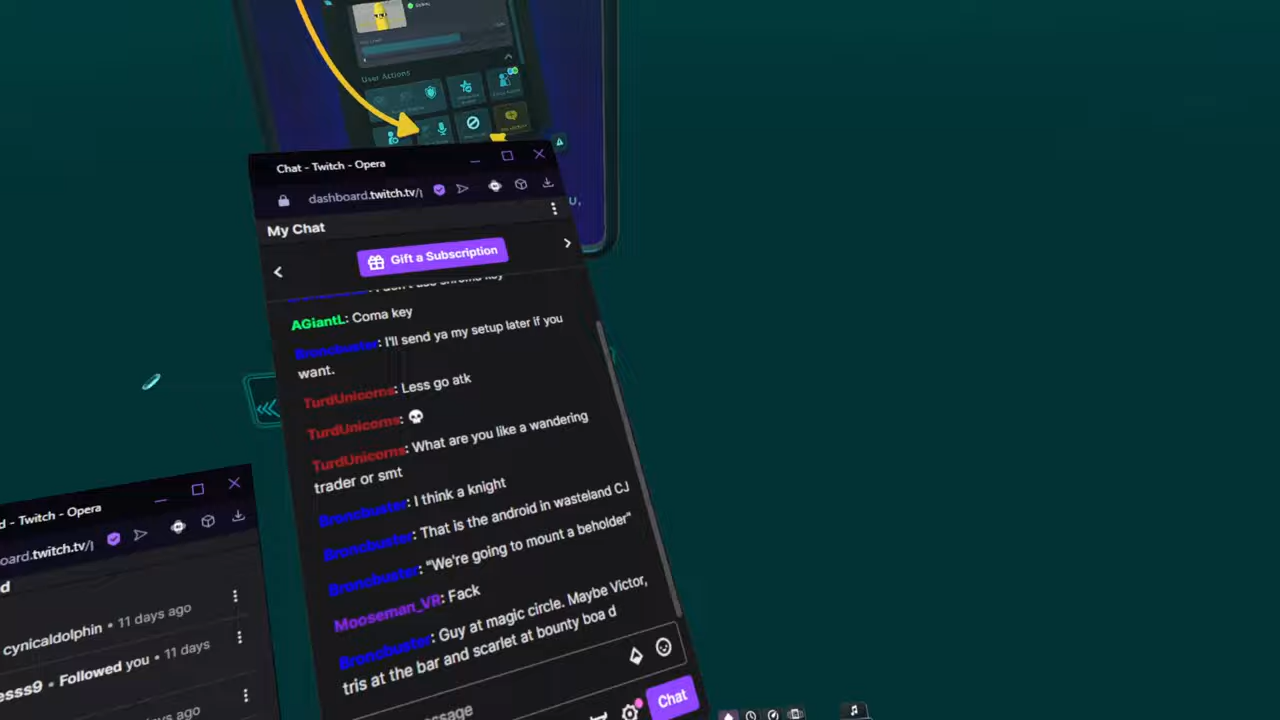 User Actions
Chat - Twitch - Opera
dashboard.twitch.tv/
My Chat
Gift a Subscription
AGiantL: Coma key
Broncbuster: I'll send ya my setup later if you
want.
TurdUnicorns: Less go atk
TurdUnicorns: 💀
TurdUnicorns: What are you like a wandering
trader or smt
Broncbuster: I think a knight
Broncbuster: That is the android in wasteland CJ
Broncbuster: "We're going to mount a beholder"
Mooseman_VR: Fack
Broncbuster: Guy at magic circle. Maybe Victor,
tris at the bar and scarlet at bounty boa d
Chat
d - Twitch - Opera
oard.twitch.tv/
d
cynicaldolphin • 11 days ago
esss9 • Followed you • 11 days
ago